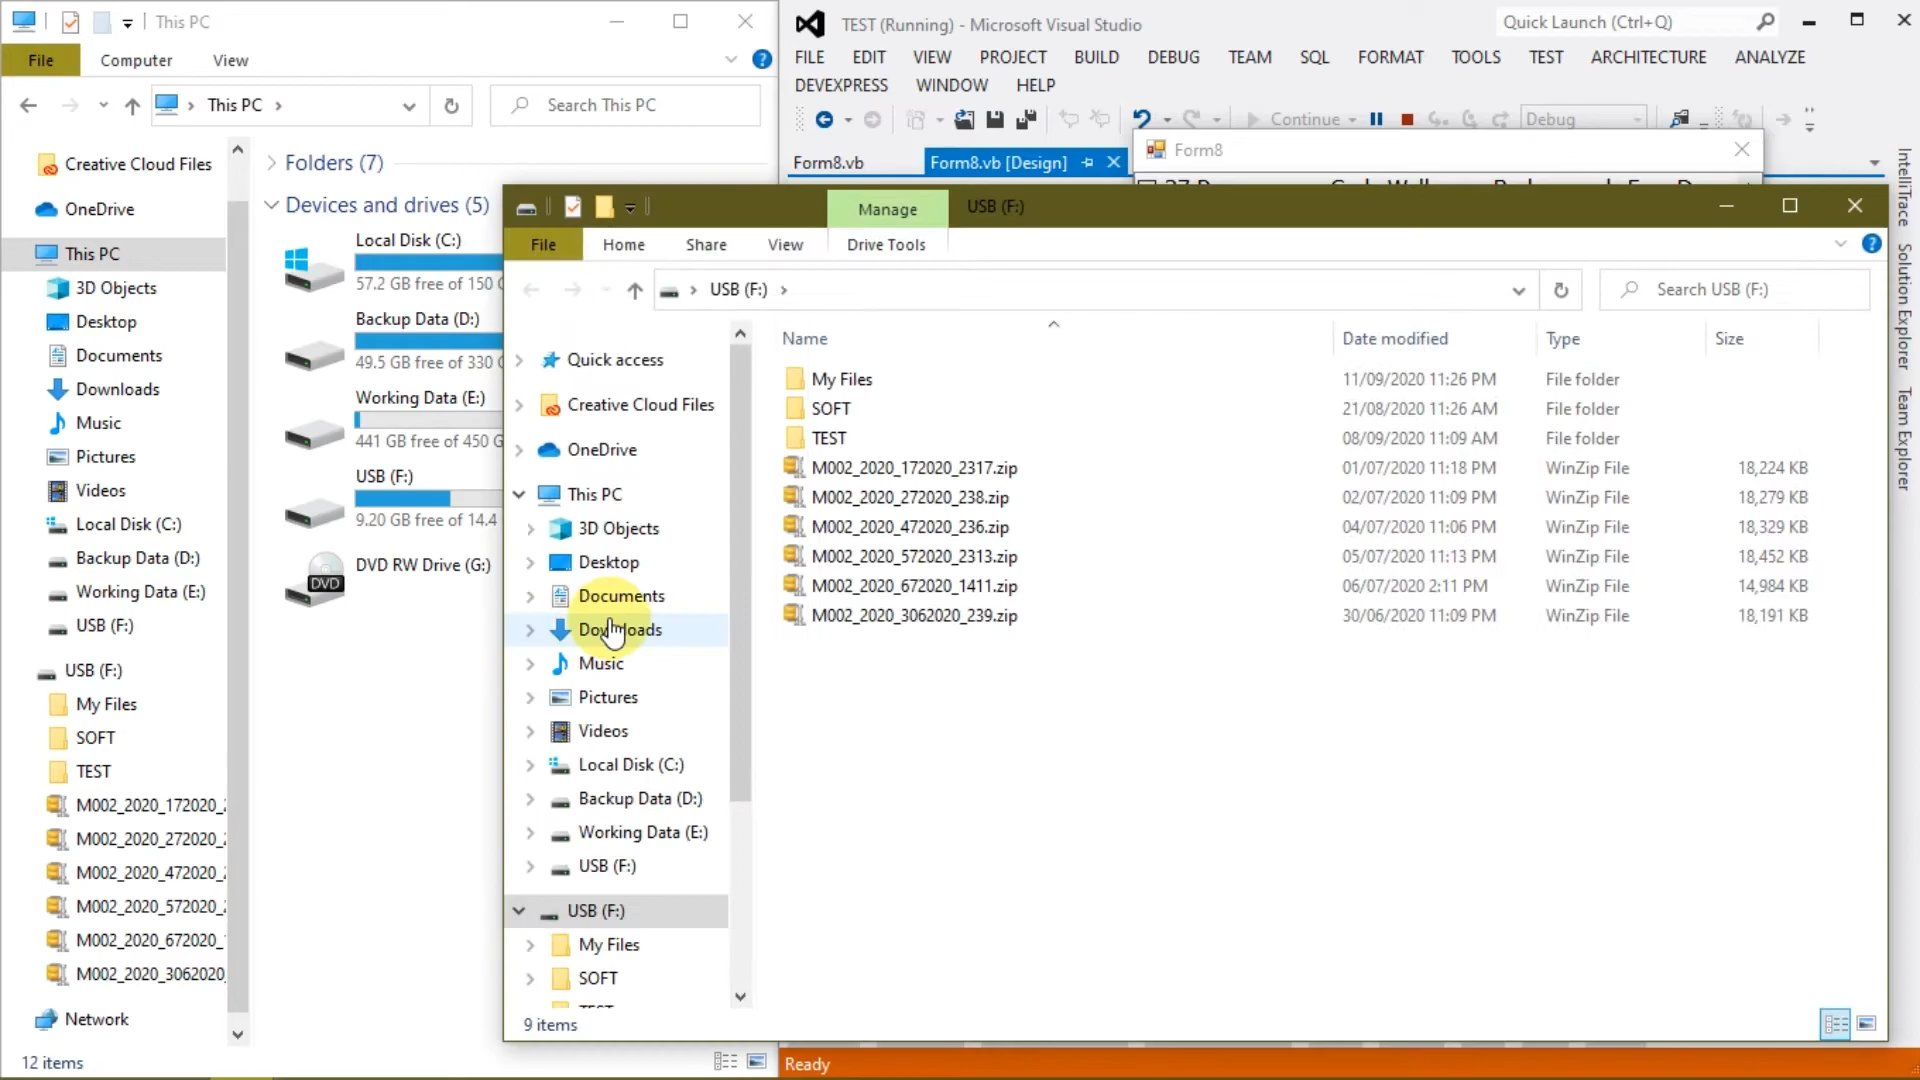 This PC
File
Computer
View
This PC
Search This PC
Creative Cloud Files
OneDrive
This PC
3D Objects
Desktop
Documents
Downloads
Music
Pictures
Videos
Local Disk (C:)
Backup Data (D:)
Working Data (E:)
USB (F:)
USB (F:)
My Files
SOFT
TEST
M002_2020_172020_
M002_2020_272020_
M002_2020_472020_
M002_2020_572020_
M002_2020_672020_
M002_2020_3062020
Network
12 items
Folders (7)
Devices and drives (5)
Local Disk (C:)
57.2 GB free of 150
Backup Data (D:)
49.5 GB free of 330
Working Data (E:)
441 GB free of 450 G
USB (F:)
9.20 GB free of 14.4
DVD RW Drive (G:)
DVD
TEST (Running) - Microsoft Visual Studio
Quick Launch (Ctrl+Q)
FILE EDIT VIEW PROJECT BUILD DEBUG TEAM SQL FORMAT TOOLS TEST ARCHITECTURE ANALYZE
DEVEXPRESS WINDOW HELP
Continue
Debug
Form8.vb
Form8.vb [Design]
Form8
IntelliTrace
Solution Explorer
Team Explorer
Manage
USB (F:)
File
Home
Share
View
Drive Tools
USB (F:)
Search USB (F:)
Quick access
Creative Cloud Files
OneDrive
This PC
3D Objects
Desktop
Documents
Downloads
Music
Pictures
Videos
Local Disk (C:)
Backup Data (D:)
Working Data (E:)
USB (F:)
USB (F:)
My Files
SOFT
Name Date modified Type Size
My Files 11/09/2020 11:26 PM File folder
SOFT 21/08/2020 11:26 AM File folder
TEST 08/09/2020 11:09 AM File folder
M002_2020_172020_2317.zip 01/07/2020 11:18 PM WinZip File 18,224 KB
M002_2020_272020_238.zip 02/07/2020 11:09 PM WinZip File 18,279 KB
M002_2020_472020_236.zip 04/07/2020 11:06 PM WinZip File 18,329 KB
M002_2020_572020_2313.zip 05/07/2020 11:13 PM WinZip File 18,452 KB
M002_2020_672020_1411.zip 06/07/2020 2:11 PM WinZip File 14,984 KB
M002_2020_3062020_239.zip 30/06/2020 11:09 PM WinZip File 18,191 KB
9 items
Ready